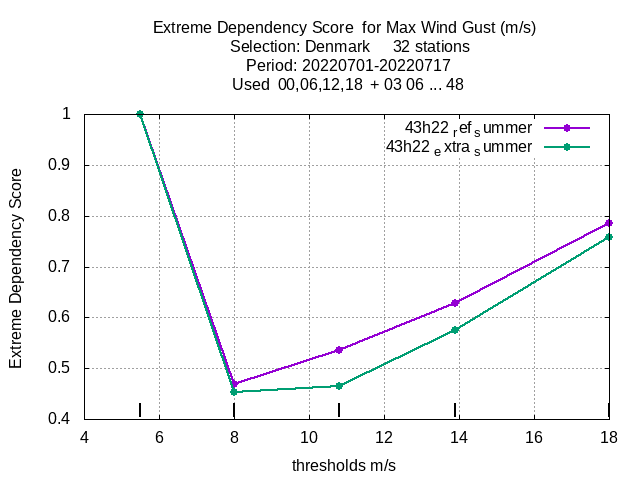 Extreme Dependency Score  for Max Wind Gust (m/s)
Selection: Denmark     32 stations
Period: 20220701-20220717
Used  00,06,12,18  + 03 06 ... 48
43h22 ref summer
43h22 extra summer
Extreme Dependency Score
1
0.9
0.8
0.7
0.6
0.5
0.4
4 6 8 10 12 14 16 18
thresholds m/s